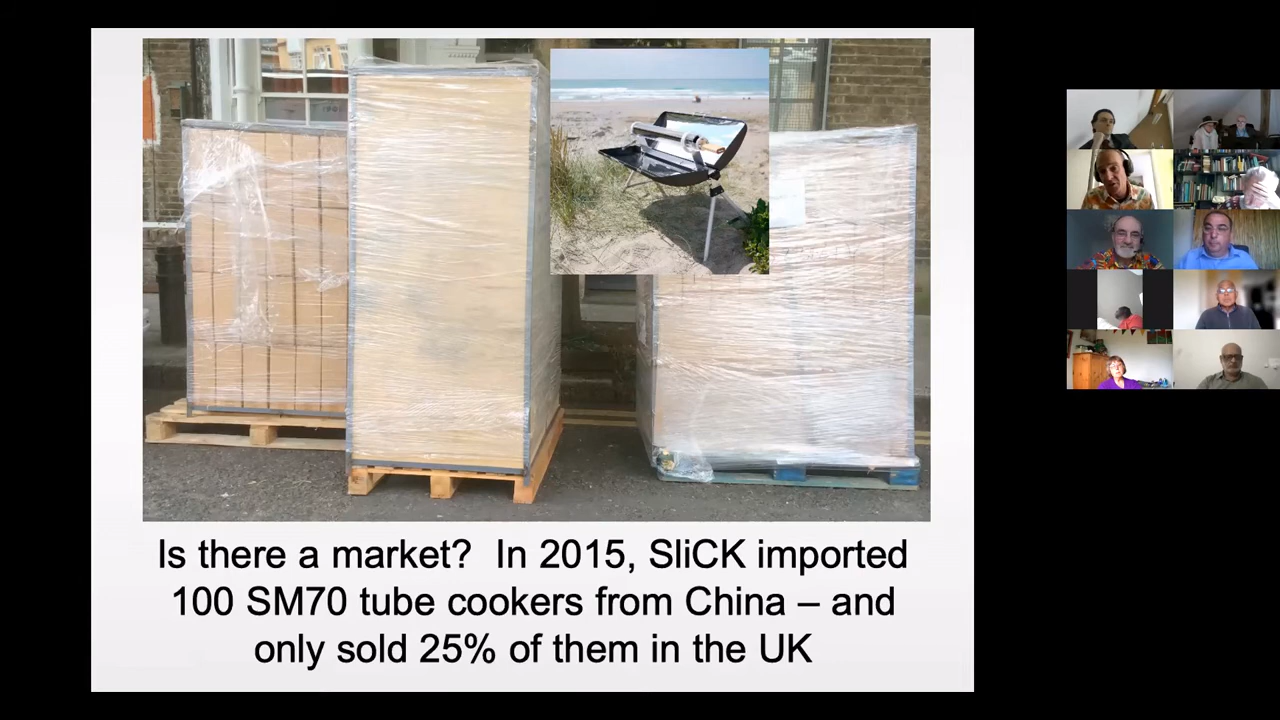 Is there a market? In 2015, SliCK imported
100 SM70 tube cookers from China – and
only sold 25% of them in the UK